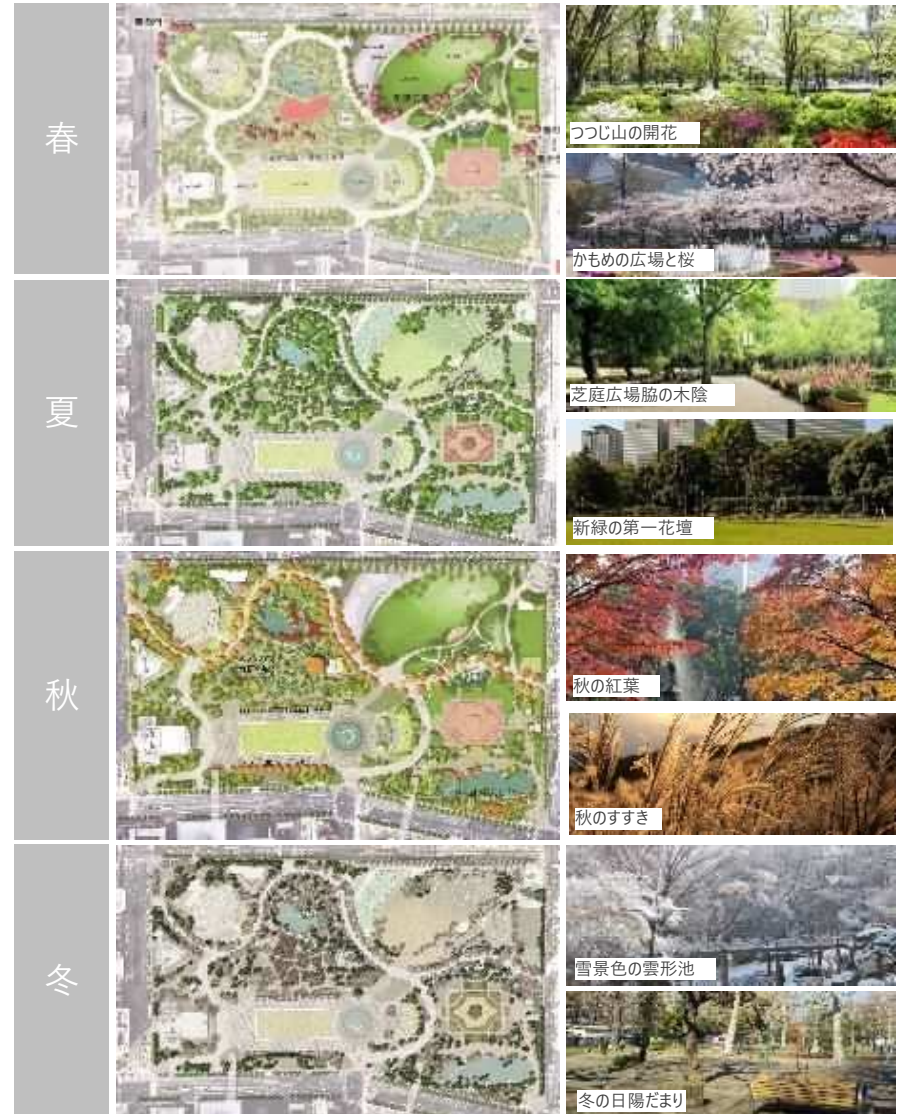 春
つつじ山の開花
かもめの広場と桜
夏
芝庭広場脇の木陰
新緑の第一花壇
秋
秋の紅葉
秋のすすき
冬
雪景色の雲形池
冬の日陽だまり